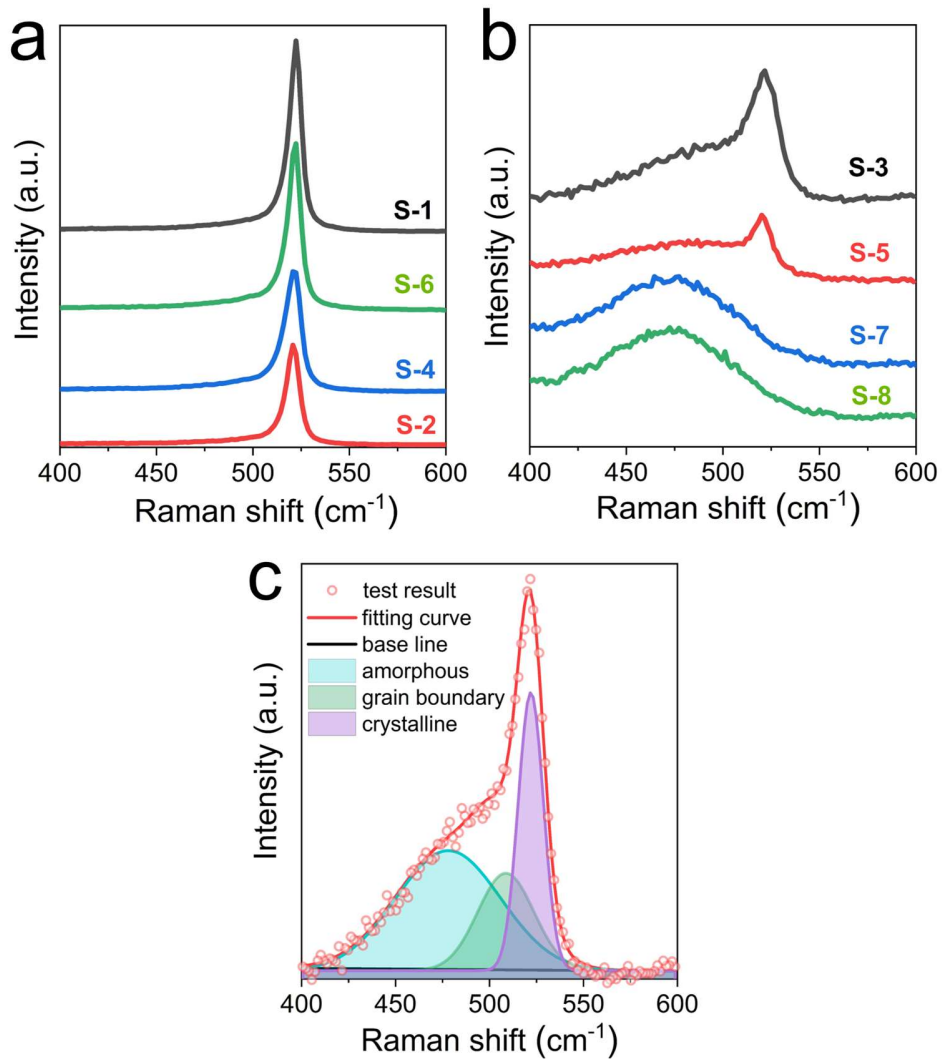 a
Intensity (a.u.)
S-1
S-6
S-4
S-2
400 450 500 550 600
Raman shift (cm⁻¹)
b
Intensity (a.u.)
S-3
S-5
S-7
S-8
400 450 500 550 600
Raman shift (cm⁻¹)
c
Intensity (a.u.)
test result
fitting curve
base line
amorphous
grain boundary
crystalline
400 450 500 550 600
Raman shift (cm⁻¹)